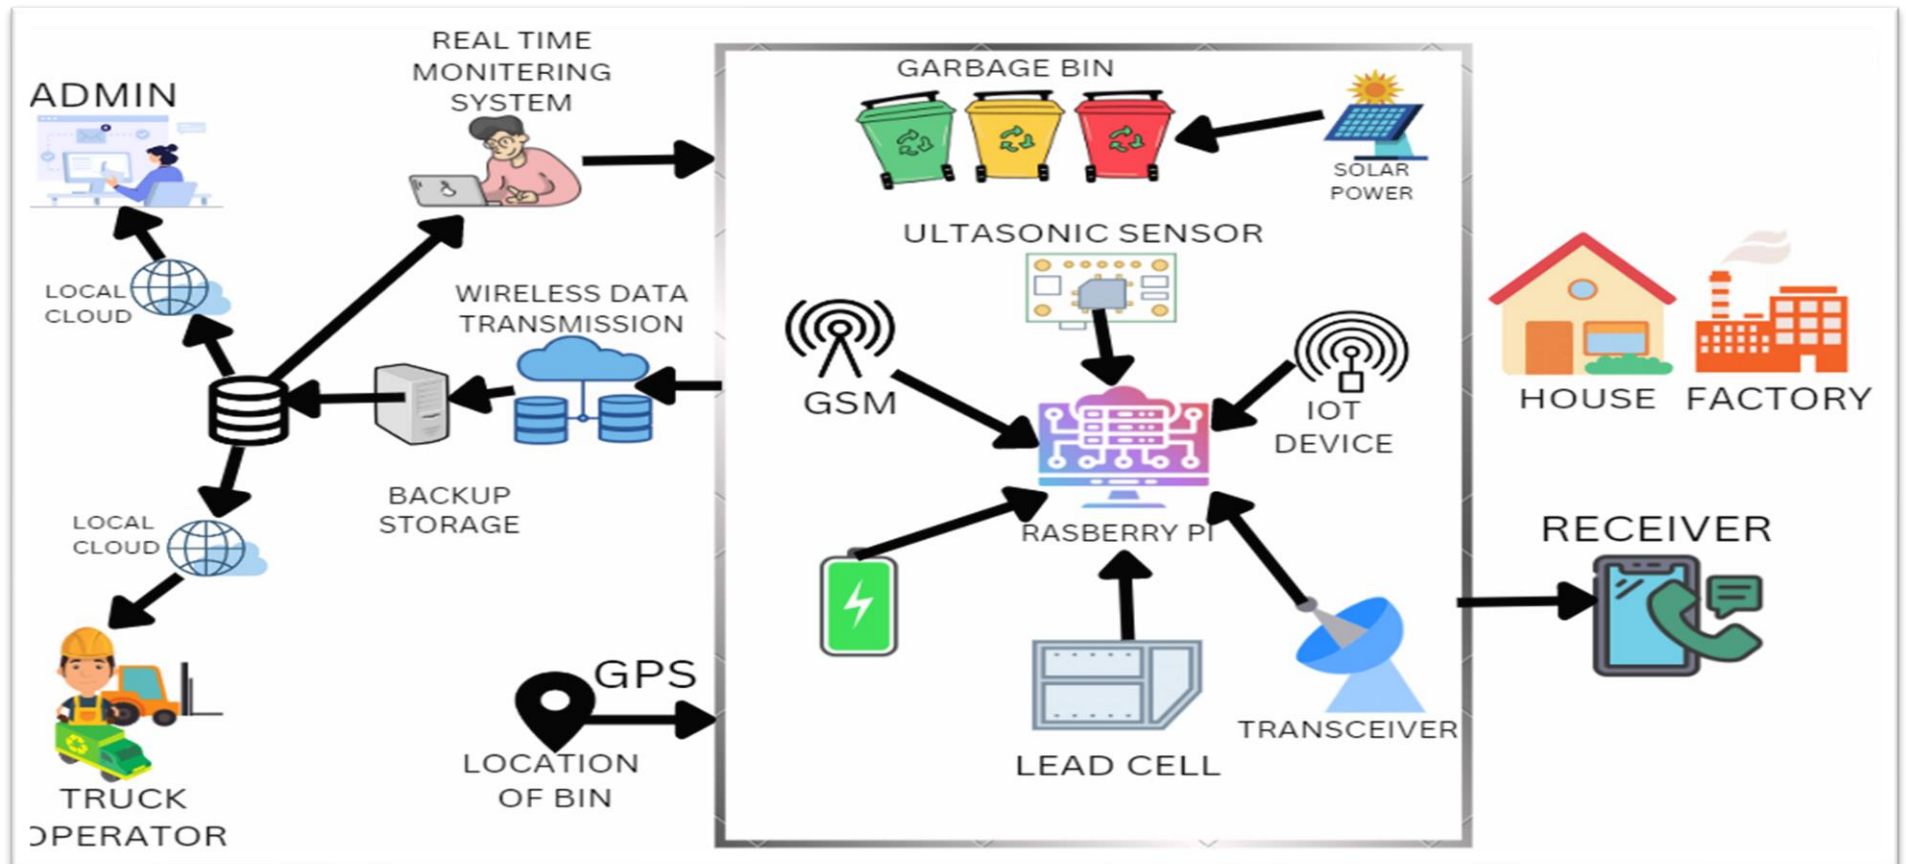 REAL TIME
MONITERING
SYSTEM
ADMIN
LOCAL
CLOUD
WIRELESS DATA
TRANSMISSION
BACKUP
STORAGE
LOCAL
CLOUD
TRUCK
OPERATOR
GPS
LOCATION
OF BIN
GARBAGE BIN
SOLAR
POWER
ULTASONIC SENSOR
GSM
IOT
DEVICE
RASBERRY PI
LEAD CELL
TRANSCEIVER
HOUSE
FACTORY
RECEIVER